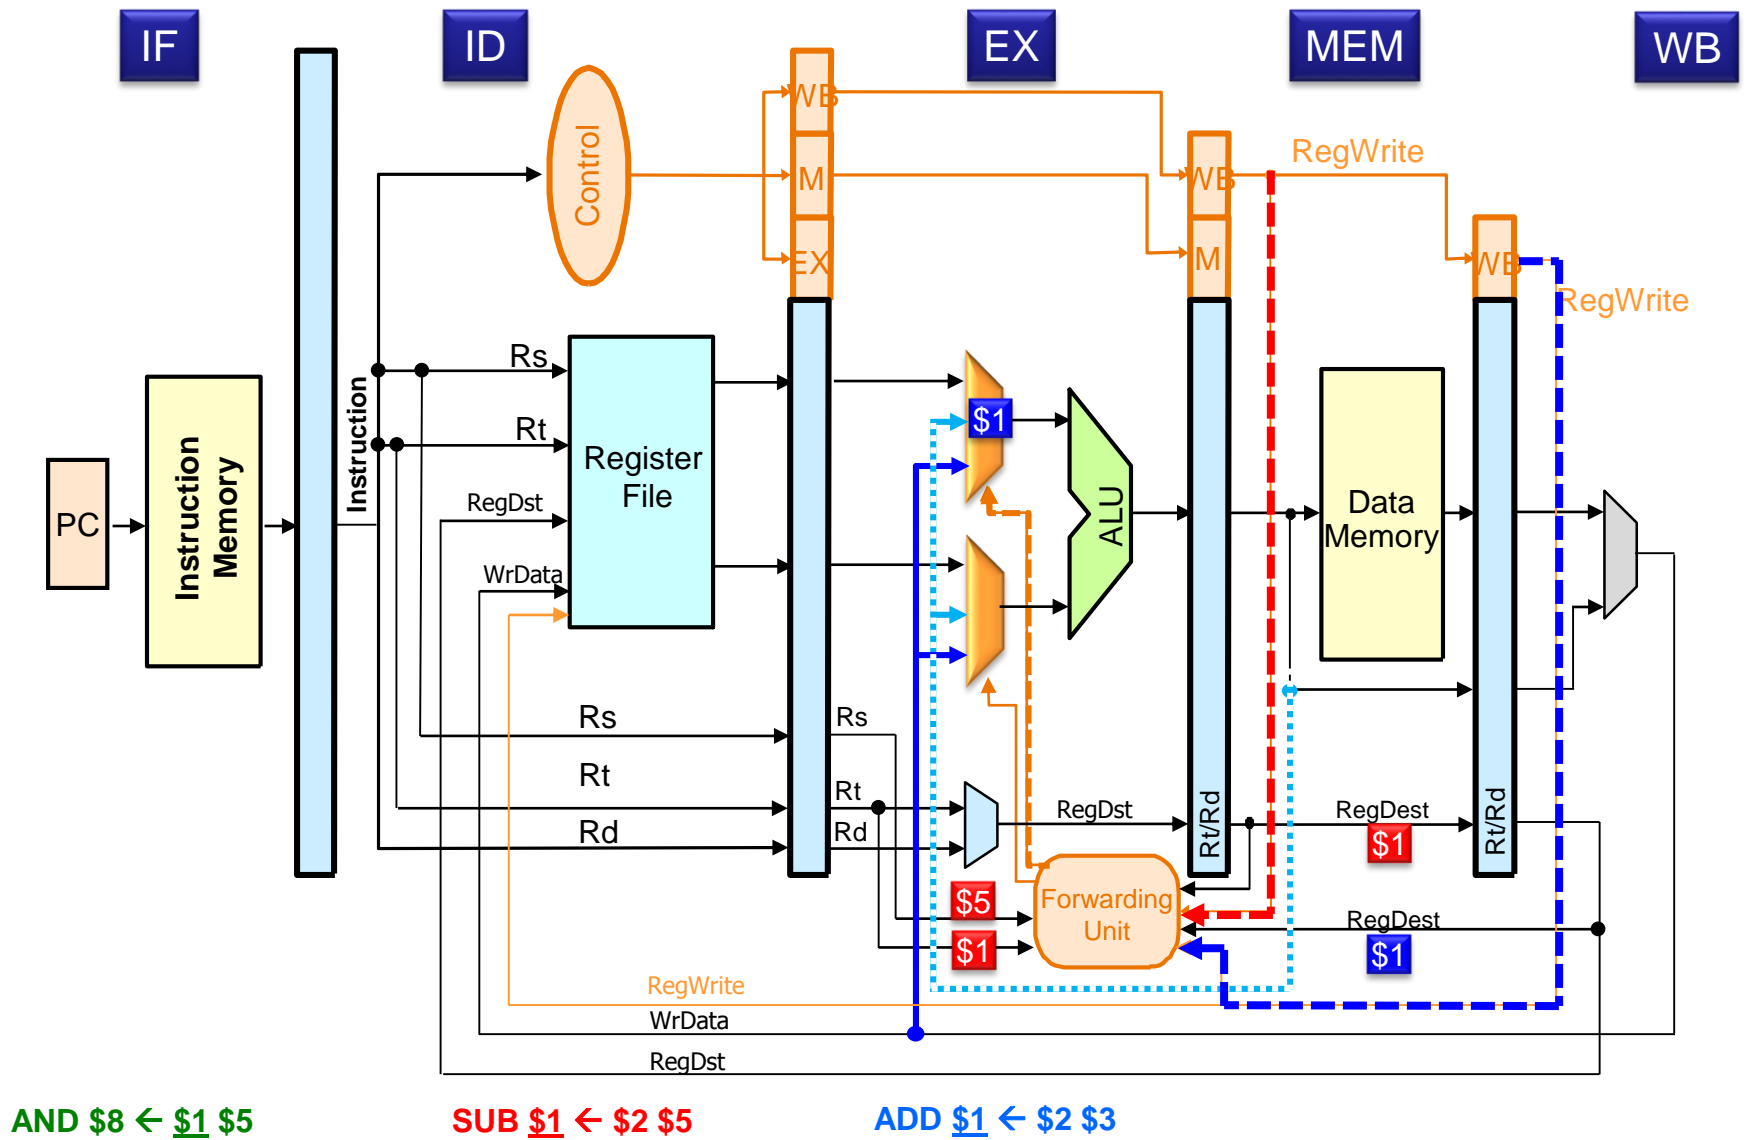 IF
ID
EX
MEM
WB
Control
WB
M
EX
WB
M
RegWrite
WB
RegWrite
PC
Instruction
Memory
Instruction
Rs
Rt
RegDst
WrData
Register
File
$1
ALU
Data
Memory
Rs
Rt
Rd
Rs
Rt
Rd
RegDst
Rt/Rd
RegDest
$1
Rt/Rd
$5
$1
Forwarding
Unit
RegDest
$1
RegWrite
WrData
RegDst
AND $8 ← $1 $5
SUB $1 ← $2 $5
ADD $1 ← $2 $3